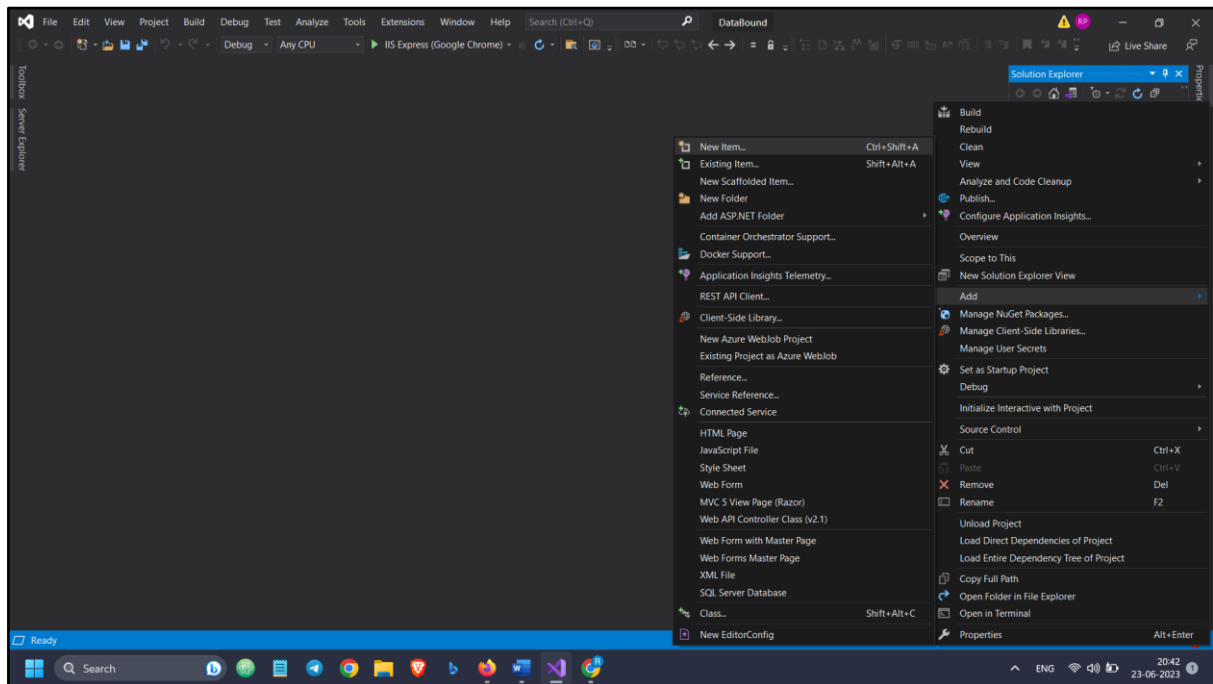 File Edit View Project Build Debug Test Analyze Tools Extensions Window Help Search (Ctrl+Q) DataBound RP
Debug Any CPU IIS Express (Google Chrome) Live Share
Toolbox
Server Explorer
Solution Explorer
Build
Rebuild
Clean
View
Analyze and Code Cleanup
Publish...
Configure Application Insights...
Overview
Scope to This
New Solution Explorer View
Add
Manage NuGet Packages...
Manage Client-Side Libraries...
Manage User Secrets
Set as Startup Project
Debug
Initialize Interactive with Project
Source Control
Cut Ctrl+X
Paste Ctrl+V
Remove Del
Rename F2
Unload Project
Load Direct Dependencies of Project
Load Entire Dependency Tree of Project
Copy Full Path
Open Folder in File Explorer
Open in Terminal
Properties Alt+Enter
New Item... Ctrl+Shift+A
Existing Item... Shift+Alt+A
New Scaffolded Item...
New Folder
Add ASP.NET Folder
Container Orchestrator Support...
Docker Support...
Application Insights Telemetry...
REST API Client...
Client-Side Library...
New Azure WebJob Project
Existing Project as Azure WebJob
Reference...
Service Reference...
Connected Service
HTML Page
JavaScript File
Style Sheet
Web Form
MVC 5 View Page (Razor)
Web API Controller Class (v2.1)
Web Form with Master Page
Web Forms Master Page
XML File
SQL Server Database
Class... Shift+Alt+C
New EditorConfig
Ready
Search
ENG
20:42
23-06-2023